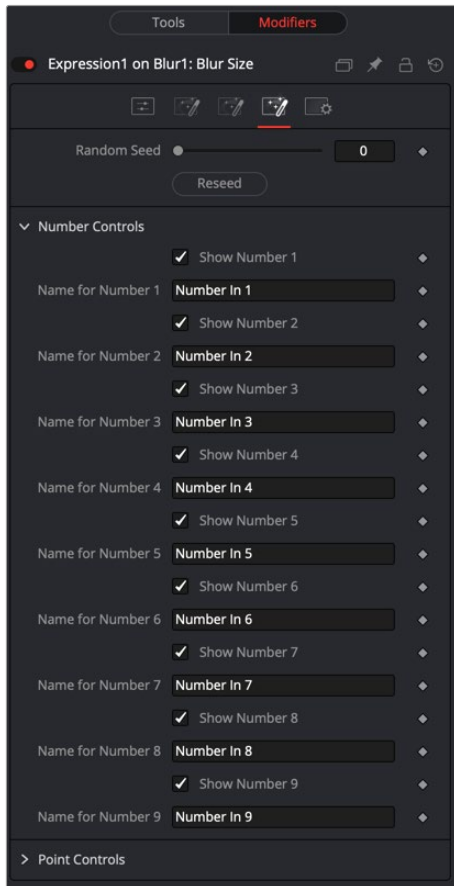 Tools Modifiers
Expression1 on Blur1: Blur Size
Random Seed 0
Reseed
Number Controls
Show Number 1
Name for Number 1 Number In 1
Show Number 2
Name for Number 2 Number In 2
Show Number 3
Name for Number 3 Number In 3
Show Number 4
Name for Number 4 Number In 4
Show Number 5
Name for Number 5 Number In 5
Show Number 6
Name for Number 6 Number In 6
Show Number 7
Name for Number 7 Number In 7
Show Number 8
Name for Number 8 Number In 8
Show Number 9
Name for Number 9 Number In 9
Point Controls